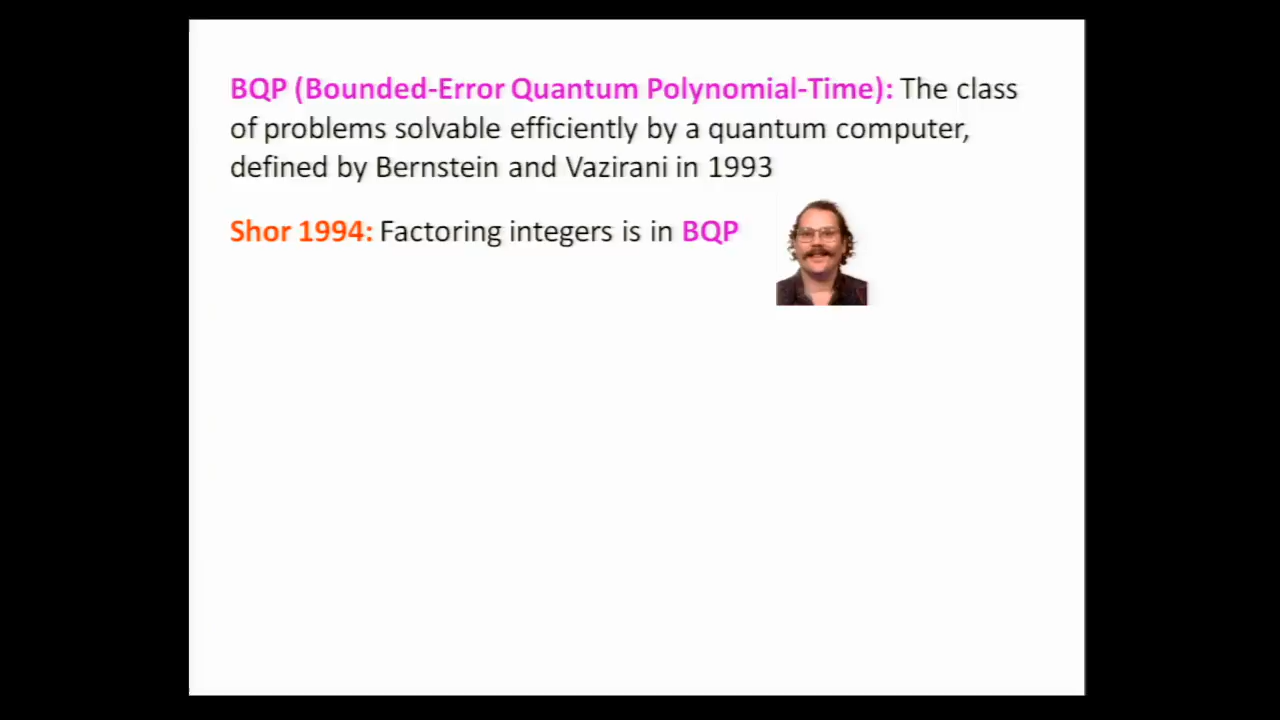 BQP (Bounded-Error Quantum Polynomial-Time): The class
of problems solvable efficiently by a quantum computer,
defined by Bernstein and Vazirani in 1993
Shor 1994: Factoring integers is in BQP